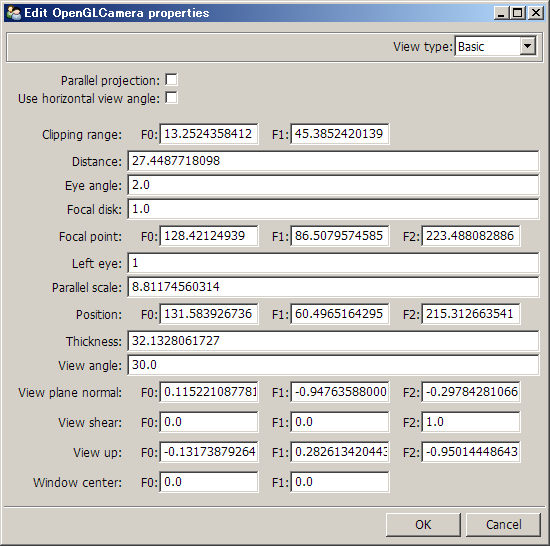 Edit OpenGLCamera properties
View type: Basic
Parallel projection:
Use horizontal view angle:
Clipping range: F0: 13.2524358412 F1: 45.3852420139
Distance: 27.4487718098
Eye angle: 2.0
Focal disk: 1.0
Focal point: F0: 128.42124939 F1: 86.5079574585 F2: 223.488082886
Left eye: 1
Parallel scale: 8.81174560314
Position: F0: 131.583926736 F1: 60.4965164295 F2: 215.312663541
Thickness: 32.1328061727
View angle: 30.0
View plane normal: F0: 0.115221087781 F1: -0.94763588000 F2: -0.29784281066
View shear: F0: 0.0 F1: 0.0 F2: 1.0
View up: F0: -0.13173879264 F1: 0.282613420443 F2: -0.95014448643
Window center: F0: 0.0 F1: 0.0
OK Cancel